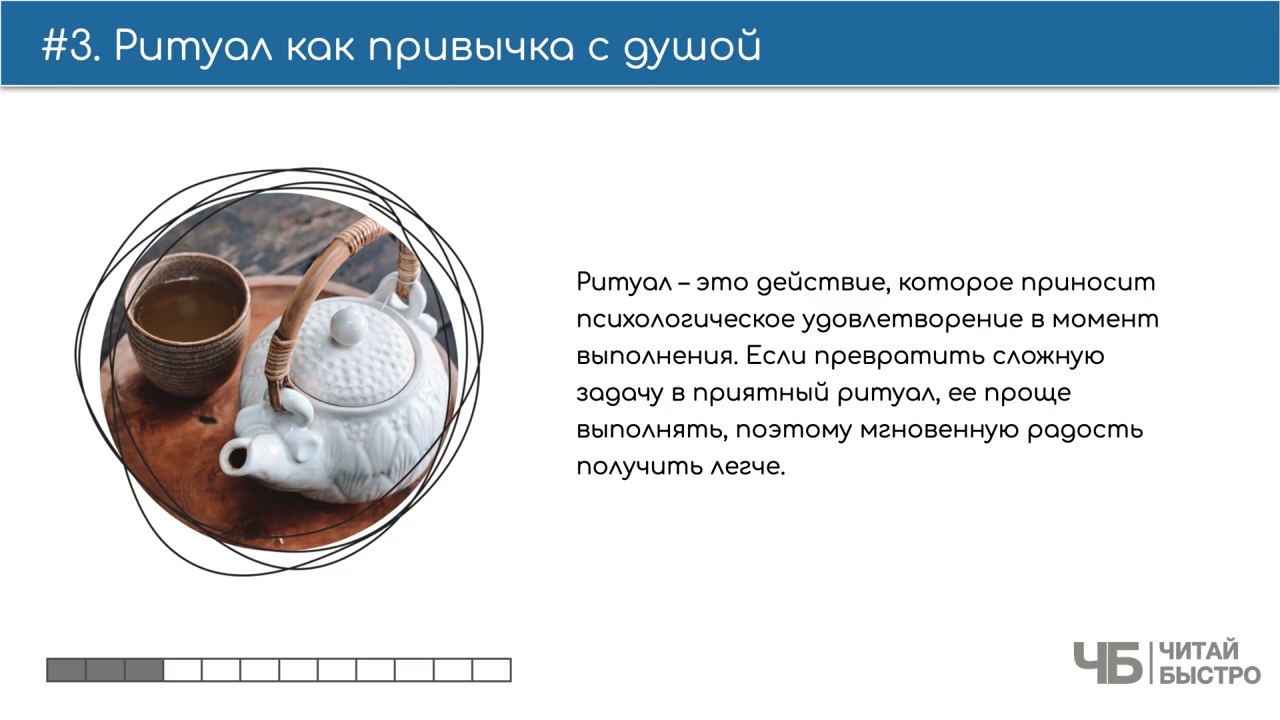 #3. Ритуал как привычка с душой
Ритуал – это действие, которое приносит
психологическое удовлетворение в момент
выполнения. Если превратить сложную
задачу в приятный ритуал, ее проще
выполнять, поэтому мгновенную радость
получить легче.
ЧБ
ЧИТАЙ
БЫСТРО